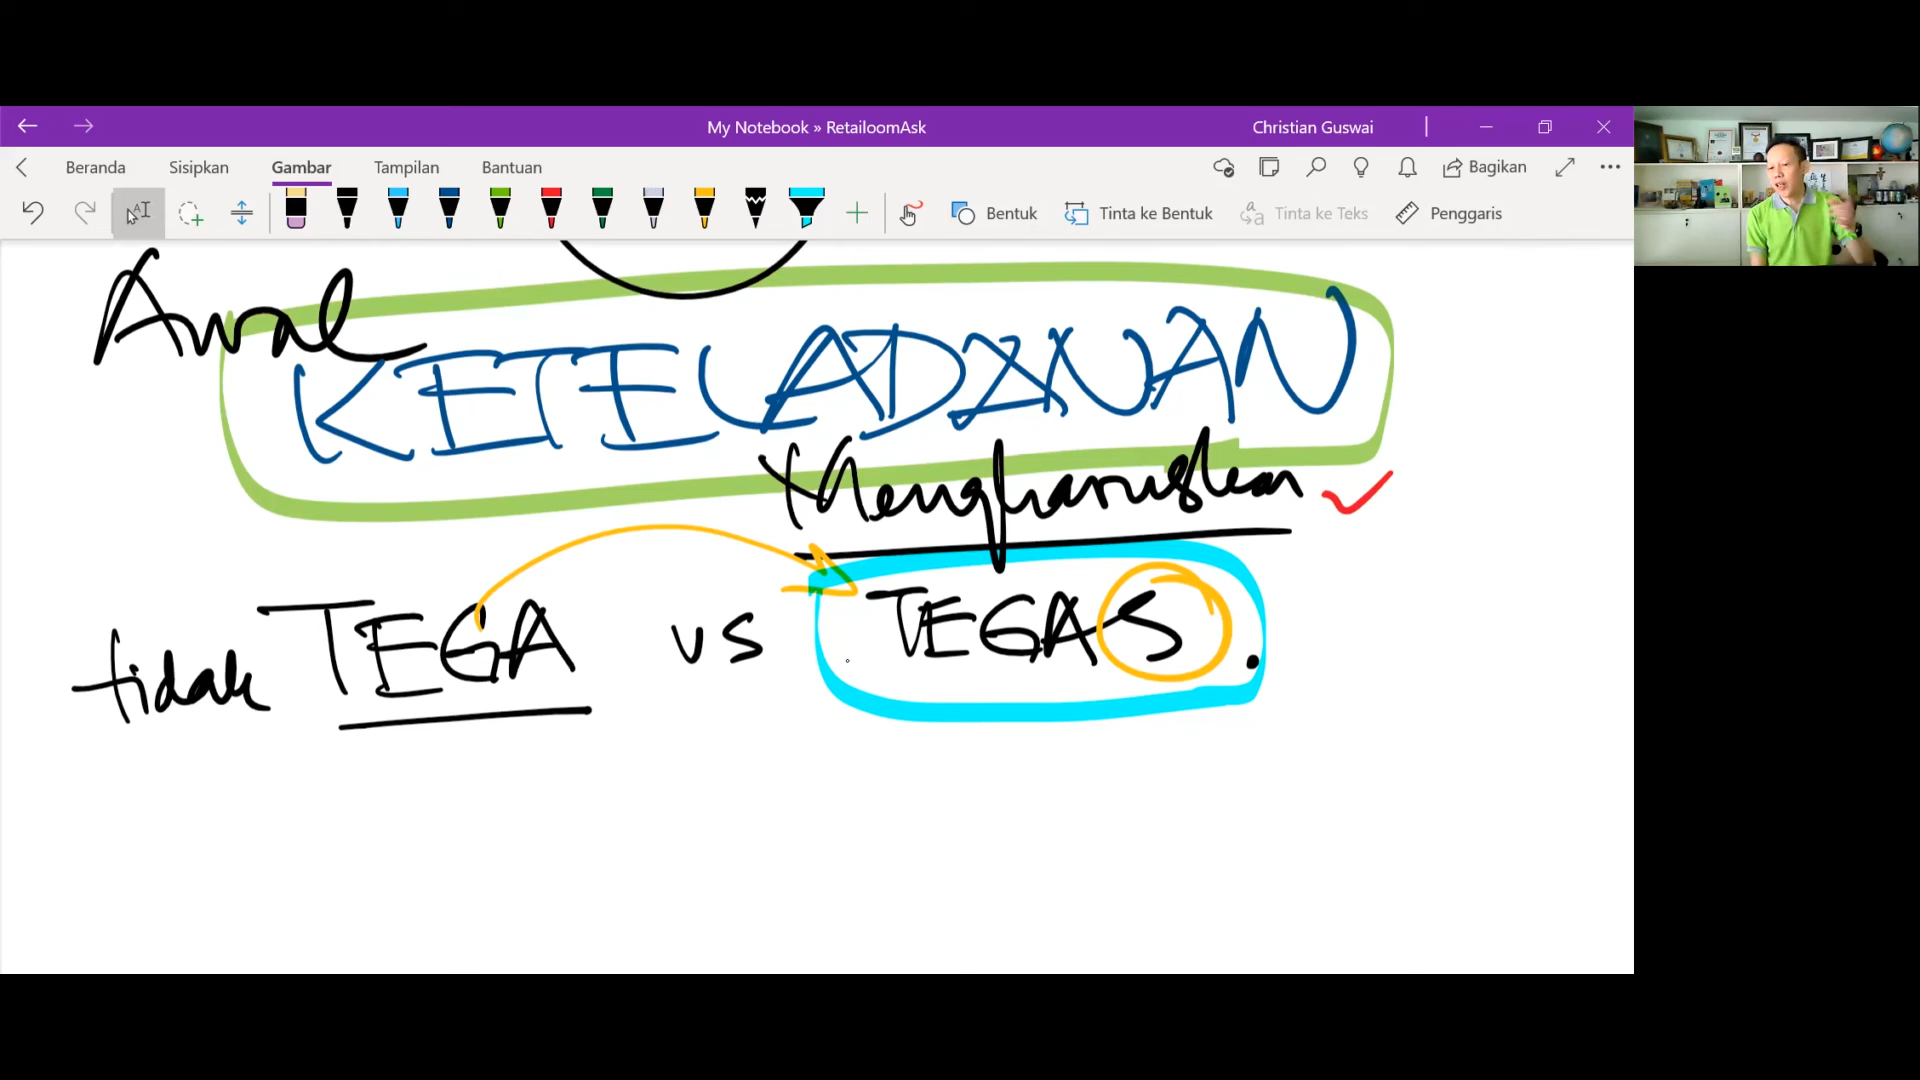 My Notebook » RetailoomAsk
Christian Guswai
Beranda Sisipkan Gambar Tampilan Bantuan
Bagikan
Bentuk Tinta ke Bentuk Tinta ke Teks Penggaris
Awal
KETELADANAN
Mengharuskan
tidak TEGA vs TEGAS.